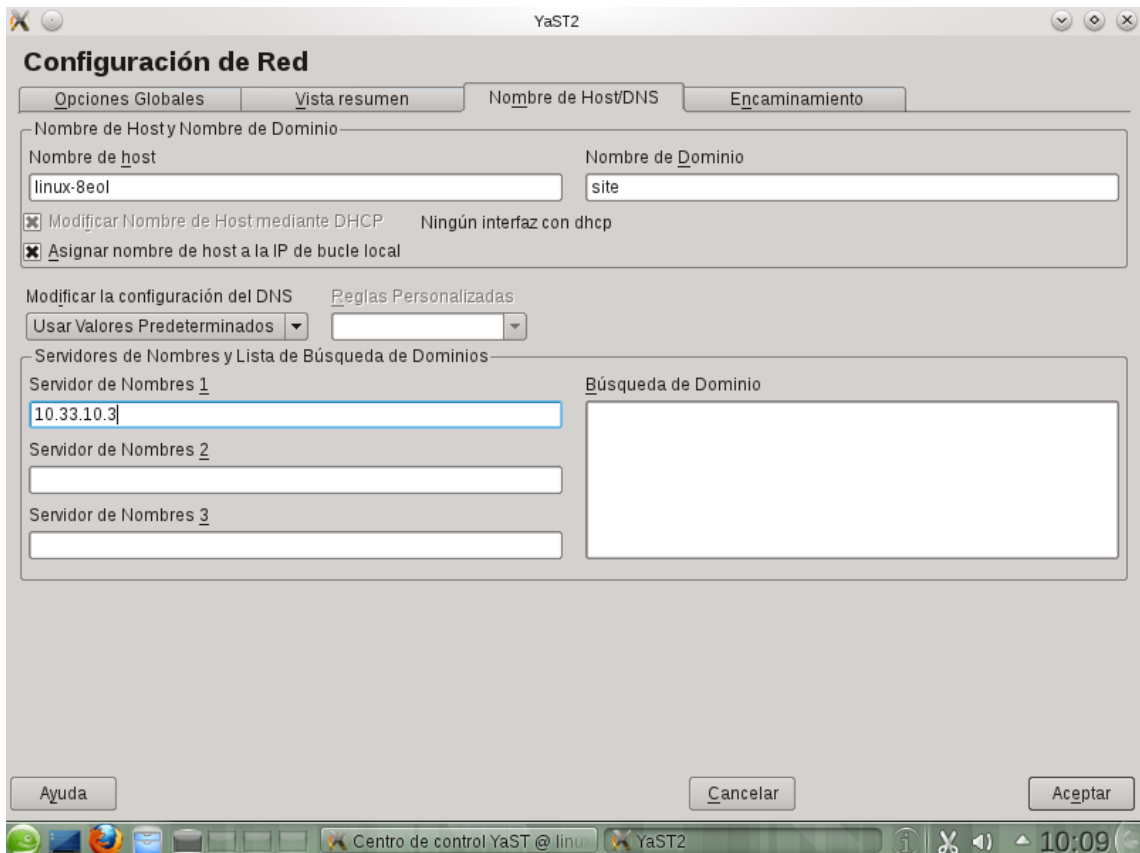 YaST2
Configuración de Red
Opciones Globales
Vista resumen
Nombre de Host/DNS
Encaminamiento
Nombre de Host y Nombre de Dominio
Nombre de host
Nombre de Dominio
linux-8eol
site
Modificar Nombre de Host mediante DHCP
Ningún interfaz con dhcp
Asignar nombre de host a la IP de bucle local
Modificar la configuración del DNS
Reglas Personalizadas
Usar Valores Predeterminados
Servidores de Nombres y Lista de Búsqueda de Dominios
Servidor de Nombres 1
Búsqueda de Dominio
10.33.10.3
Servidor de Nombres 2
Servidor de Nombres 3
Ayuda
Cancelar
Aceptar
Centro de control YaST @ linu
YaST2
10:09